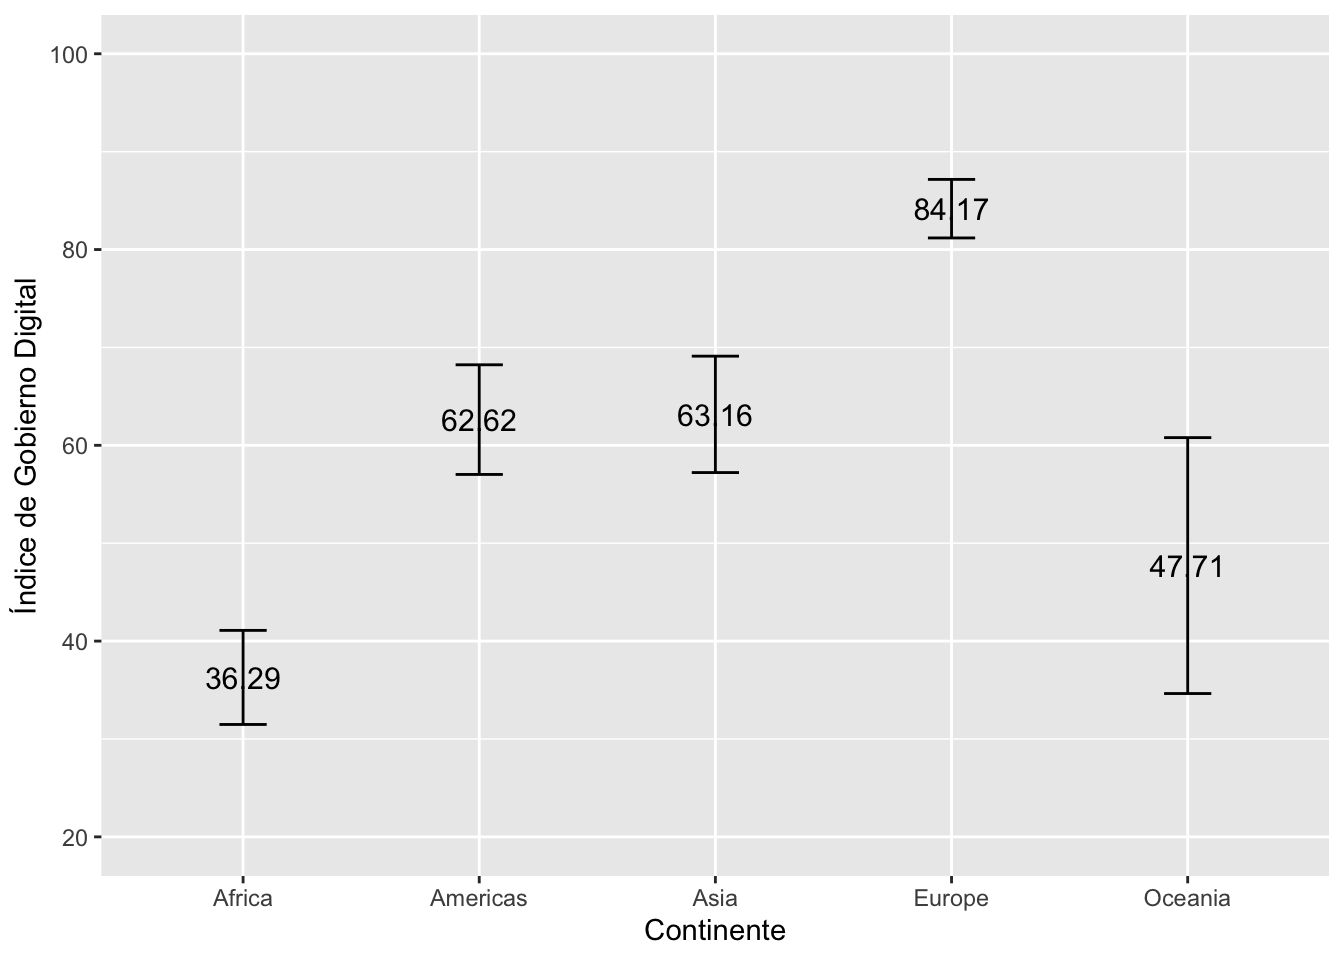 Índice de Gobierno Digital
100
80
60
40
20
36.29
62.62
63.16
84.17
47.71
Africa
Americas
Asia
Europe
Oceania
Continente